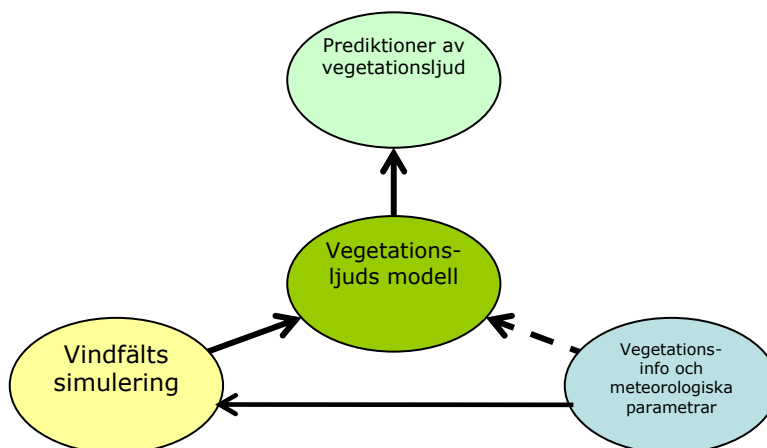 Prediktioner av
vegetationsljud
Vegetations-
ljuds modell
Vindfälts
simulering
Vegetations-
info och
meteorologiska
parametrar